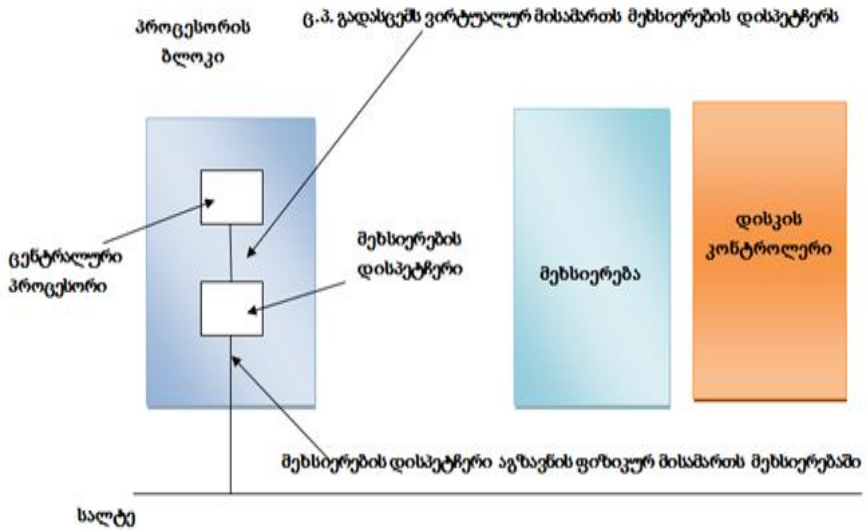 პროცესორის
ბლოკი
ც.პ. გადასცემს ვირტუალურ მისამართს მეხსიერების დისპეტჩერს
ცენტრალური
პროცესორი
მეხსიერების
დისპეტჩერი
მეხსიერება
დისკის
კონტროლერი
მეხსიერების დისპეტჩერი აგზავნის ფიზიკურ მისამართს მეხსიერებაში
სალტე